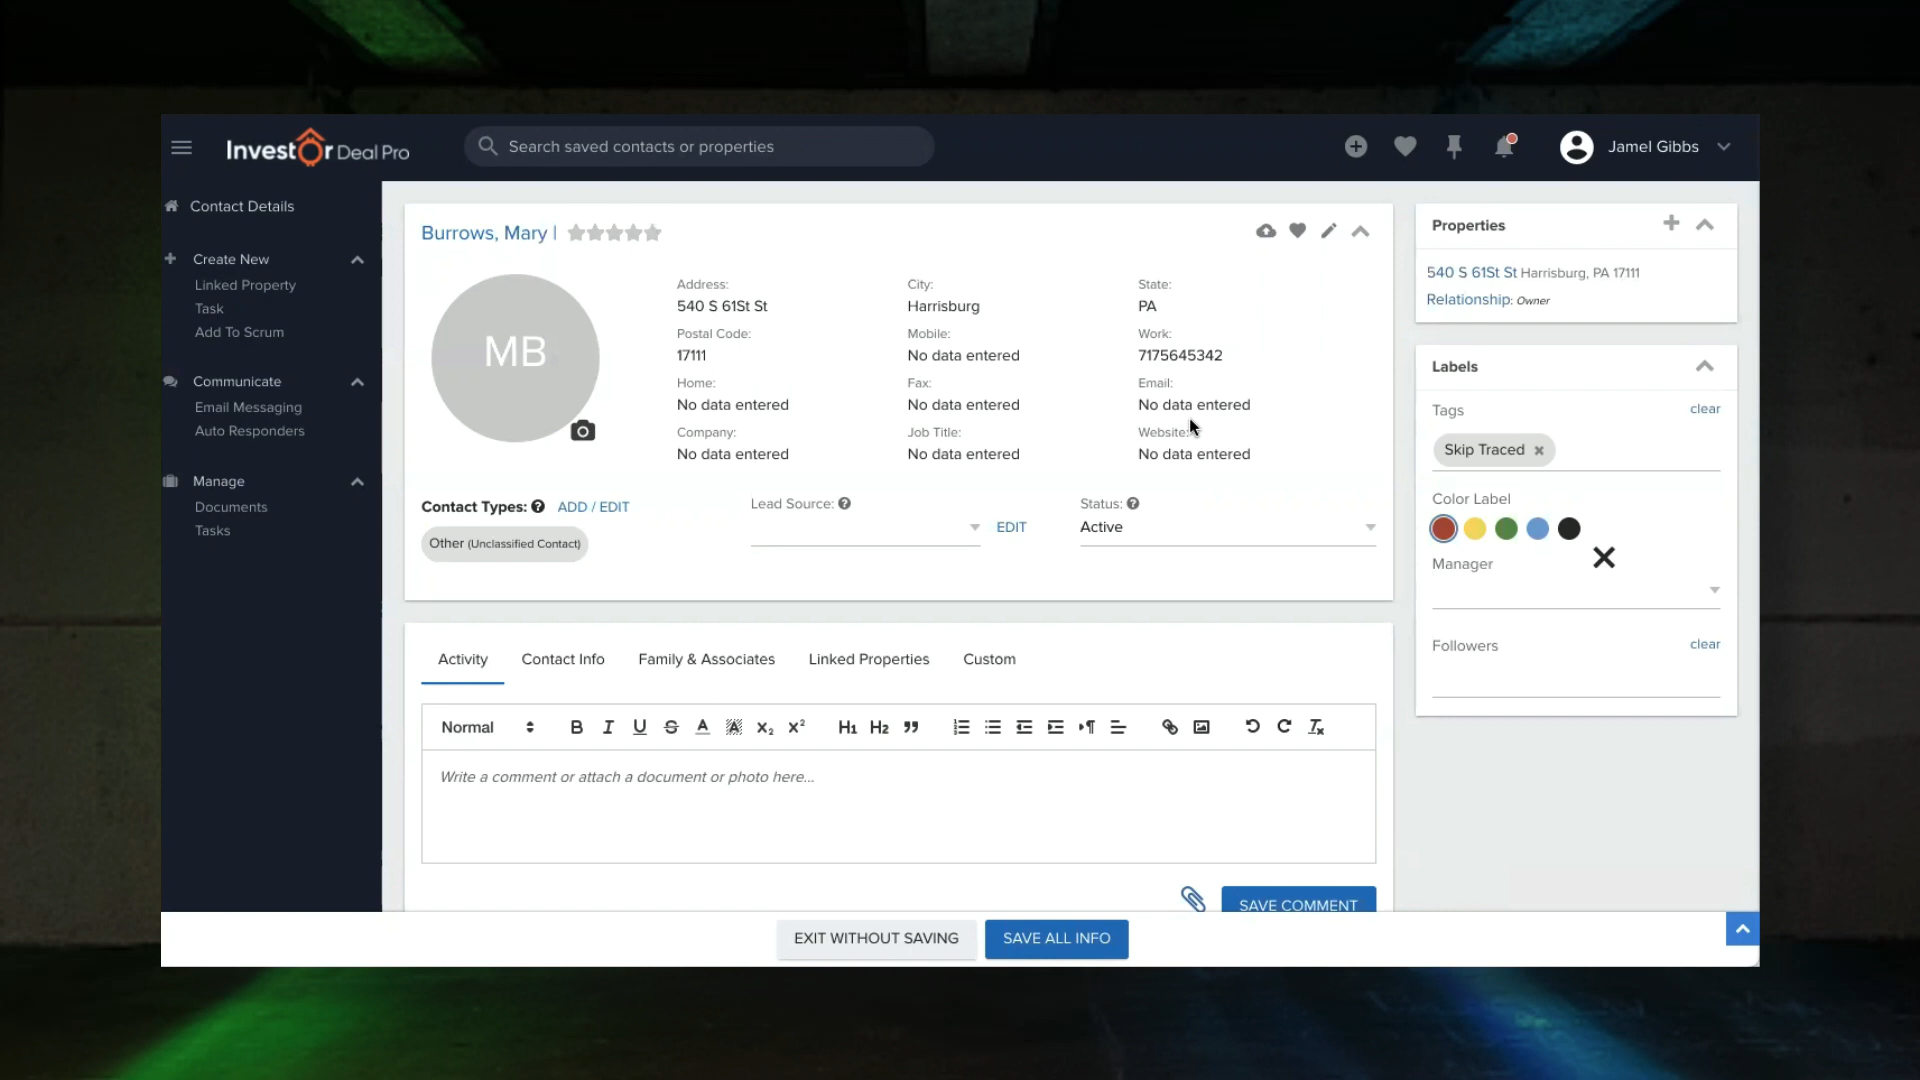 InvestOr Deal Pro
Search saved contacts or properties
Jamel Gibbs
Contact Details
Create New
Linked Property
Task
Add To Scrum
Communicate
Email Messaging
Auto Responders
Manage
Documents
Tasks
Burrows, Mary |
MB
Address:
540 S 61St St
City:
Harrisburg
State:
PA
Postal Code:
17111
Mobile:
No data entered
Work:
7175645342
Home:
No data entered
Fax:
No data entered
Email:
No data entered
Company:
No data entered
Job Title:
No data entered
Website:
No data entered
Contact Types: ? ADD / EDIT
Other (Unclassified Contact)
Lead Source: ?
EDIT
Status: ?
Active
Activity Contact Info Family & Associates Linked Properties Custom
Normal B I U S A A X₂ X² H1 H2
Write a comment or attach a document or photo here...
SAVE COMMENT
EXIT WITHOUT SAVING SAVE ALL INFO
Properties
540 S 61St St Harrisburg, PA 17111
Relationship: Owner
Labels
Tags clear
Skip Traced
Color Label
Manager
Followers clear